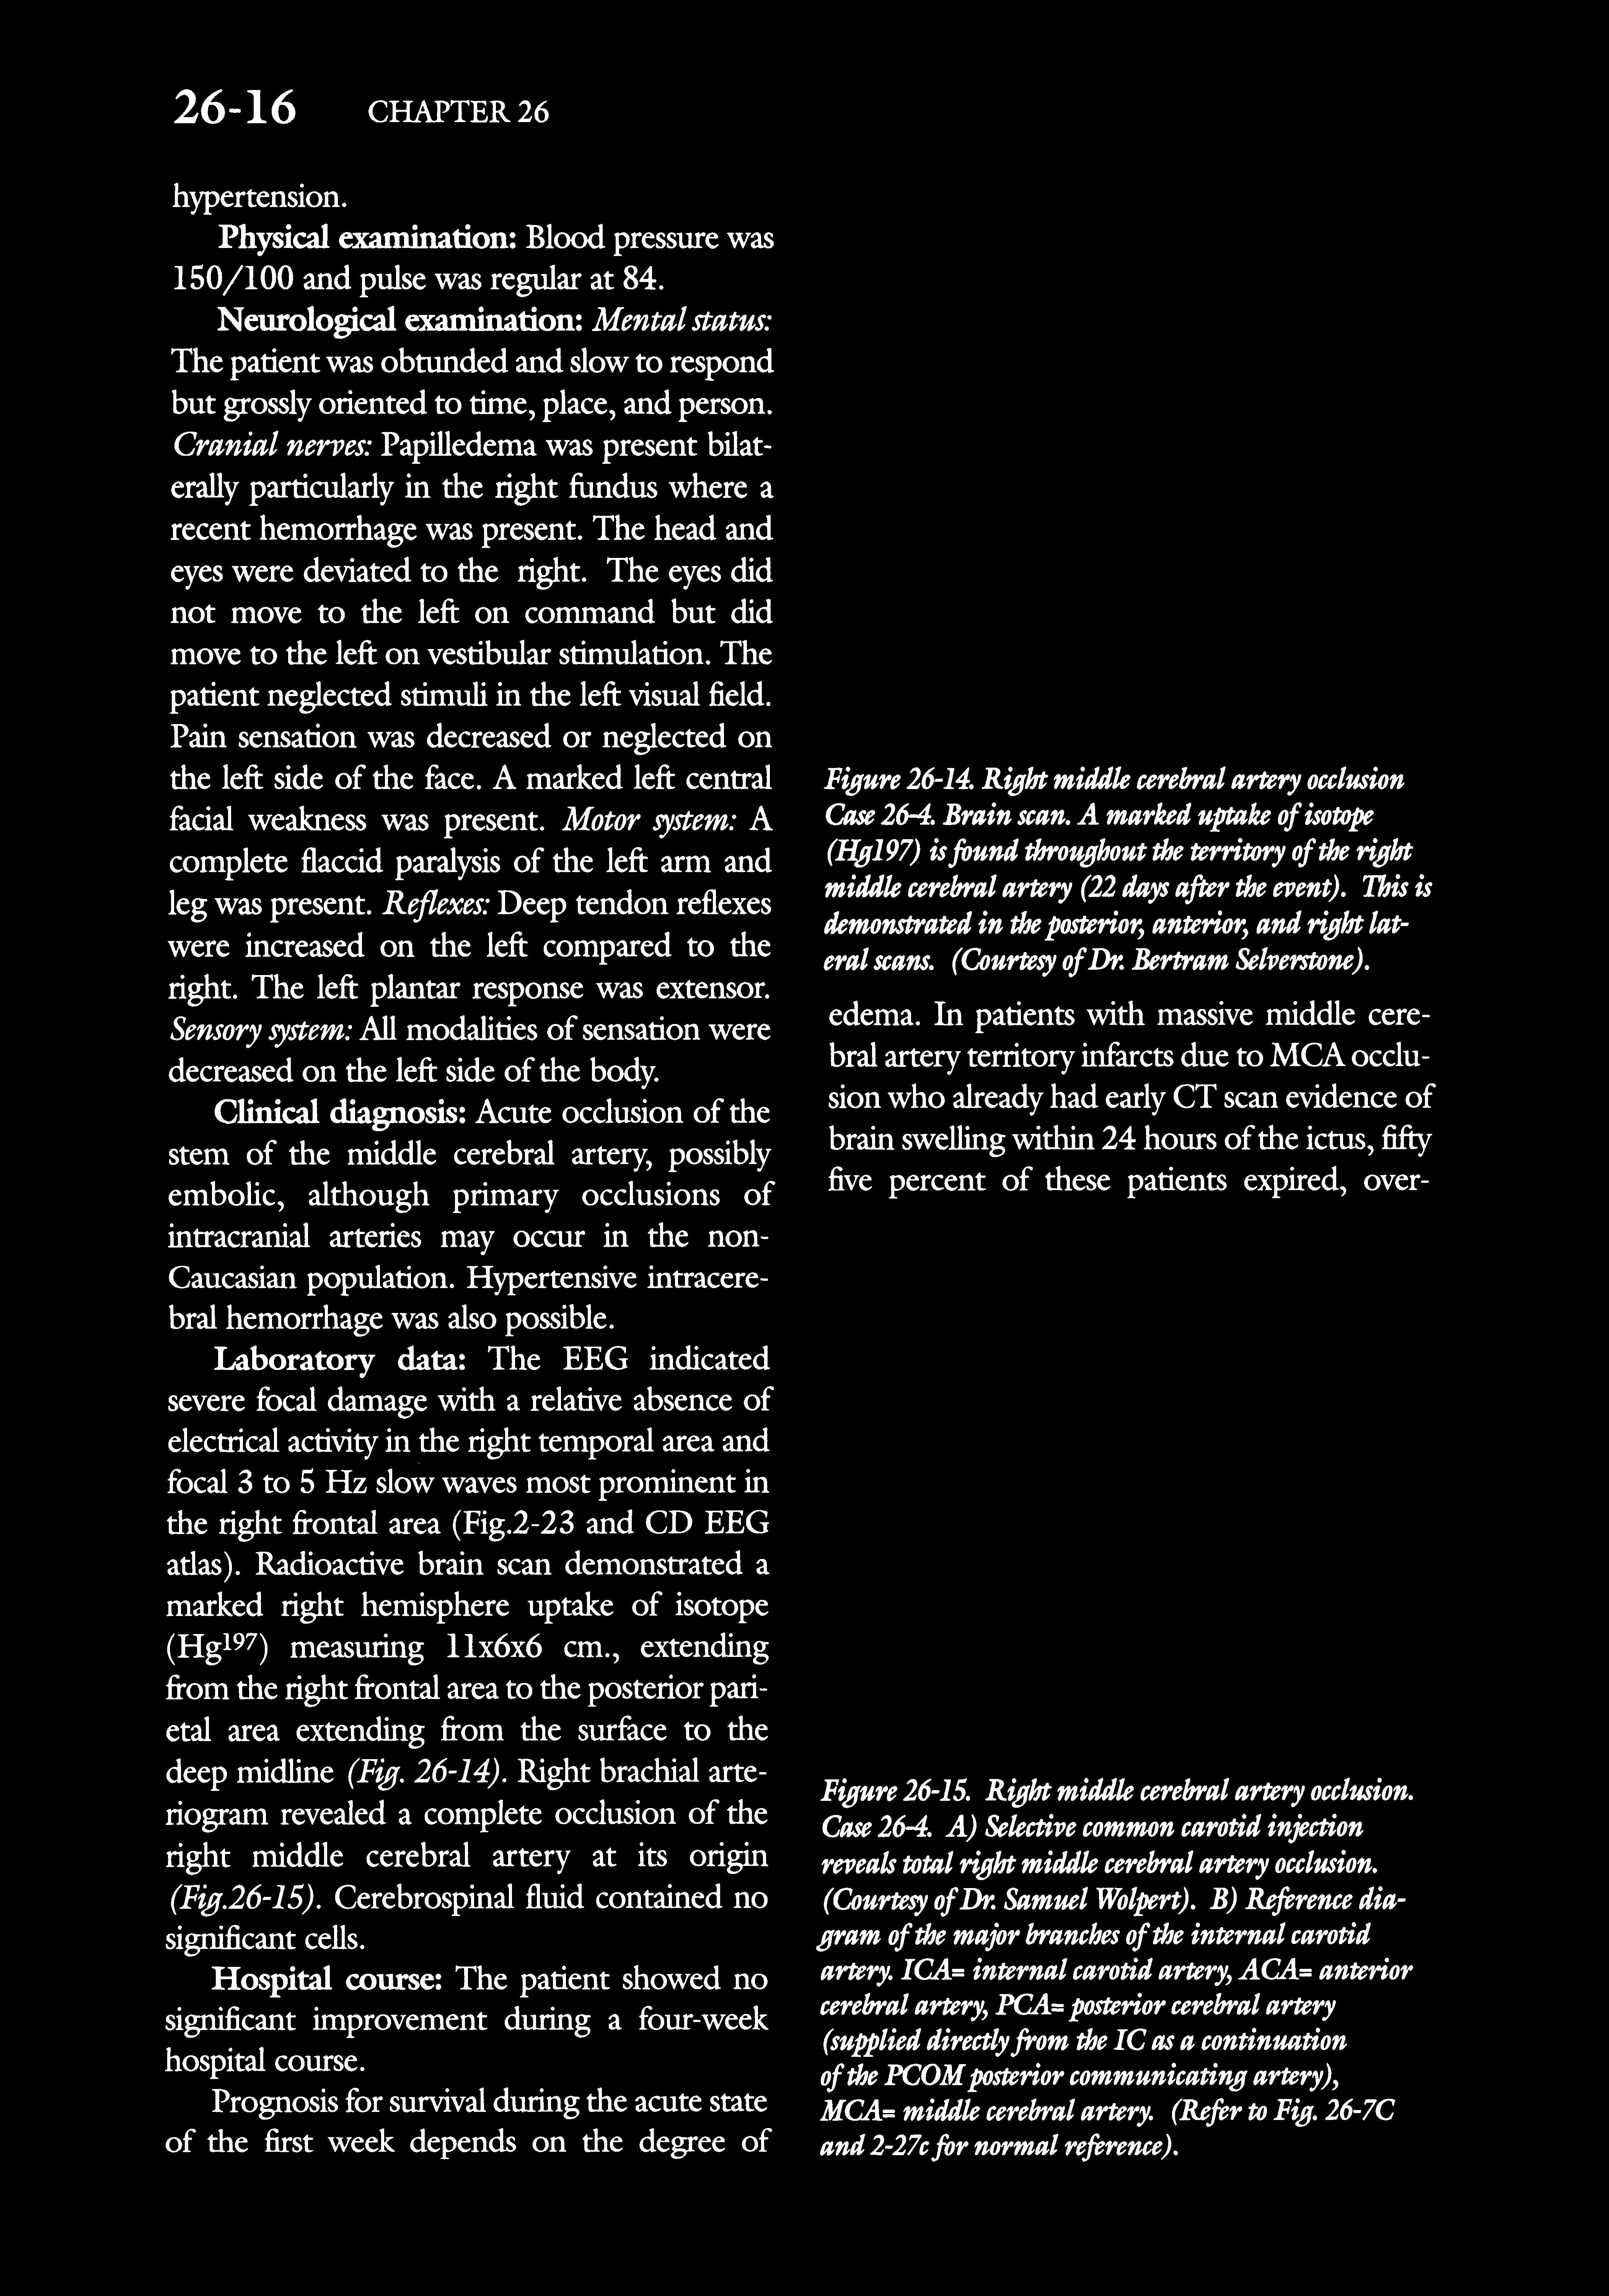 26-16 CHAPTER 26
hypertension.
Physical examination: Blood pressure was
150/100 and pulse was regular at 84.
Neurological examination: Mental status:
The patient was obtunded and slow to respond
but grossly oriented to time, place, and person.
Cranial nerves: Papilledema was present bilat-
erally particularly in the right fundus where a
recent hemorrhage was present. The head and
eyes were deviated to the right. The eyes did
not move to the left on command but did
move to the left on vestibular stimulation. The
patient neglected stimuli in the left visual field.
Pain sensation was decreased or neglected on
the left side of the face. A marked left central
facial weakness was present. Motor system: A
complete flaccid paralysis of the left arm and
leg was present. Reflexes: Deep tendon reflexes
were increased on the left compared to the
right. The left plantar response was extensor.
Sensory system: All modalities of sensation were
decreased on the left side of the body.
Clinical diagnosis: Acute occlusion of the
stem of the middle cerebral artery, possibly
embolic, although primary occlusions of
intracranial arteries may occur in the non-
Caucasian population. Hypertensive intracere-
bral hemorrhage was also possible.
Laboratory data: The EEG indicated
severe focal damage with a relative absence of
electrical activity in the right temporal area and
focal 3 to 5 Hz slow waves most prominent in
the right frontal area (Fig.2-23 and CD EEG
atlas). Radioactive brain scan demonstrated a
marked right hemisphere uptake of isotope
(Hg¹⁹⁷) measuring 11x6x6 cm., extending
from the right frontal area to the posterior pari-
etal area extending from the surface to the
deep midline (Fig. 26-14). Right brachial arte-
riogram revealed a complete occlusion of the
right middle cerebral artery at its origin
(Fig.26-15). Cerebrospinal fluid contained no
significant cells.
Hospital course: The patient showed no
significant improvement during a four-week
hospital course.
Prognosis for survival during the acute state
of the first week depends on the degree of
Figure 26-14. Right middle cerebral artery occlusion
Case 26-4. Brain scan. A marked uptake of isotope
(Hg197) is found throughout the territory of the right
middle cerebral artery (22 days after the event). This is
demonstrated in the posterior, anterior, and right lat-
eral scans. (Courtesy of Dr. Bertram Selverstone).
edema. In patients with massive middle cere-
bral artery territory infarcts due to MCA occlu-
sion who already had early CT scan evidence of
brain swelling within 24 hours of the ictus, fifty
five percent of these patients expired, over-
Figure 26-15. Right middle cerebral artery occlusion.
Case 26-4. A) Selective common carotid injection
reveals total right middle cerebral artery occlusion.
(Courtesy of Dr. Samuel Wolpert). B) Reference dia-
gram of the major branches of the internal carotid
artery. ICA= internal carotid artery, ACA= anterior
cerebral artery, PCA= posterior cerebral artery
(supplied directly from the IC as a continuation
of the PCOM posterior communicating artery),
MCA= middle cerebral artery. (Refer to Fig. 26-7C
and 2-27c for normal reference).